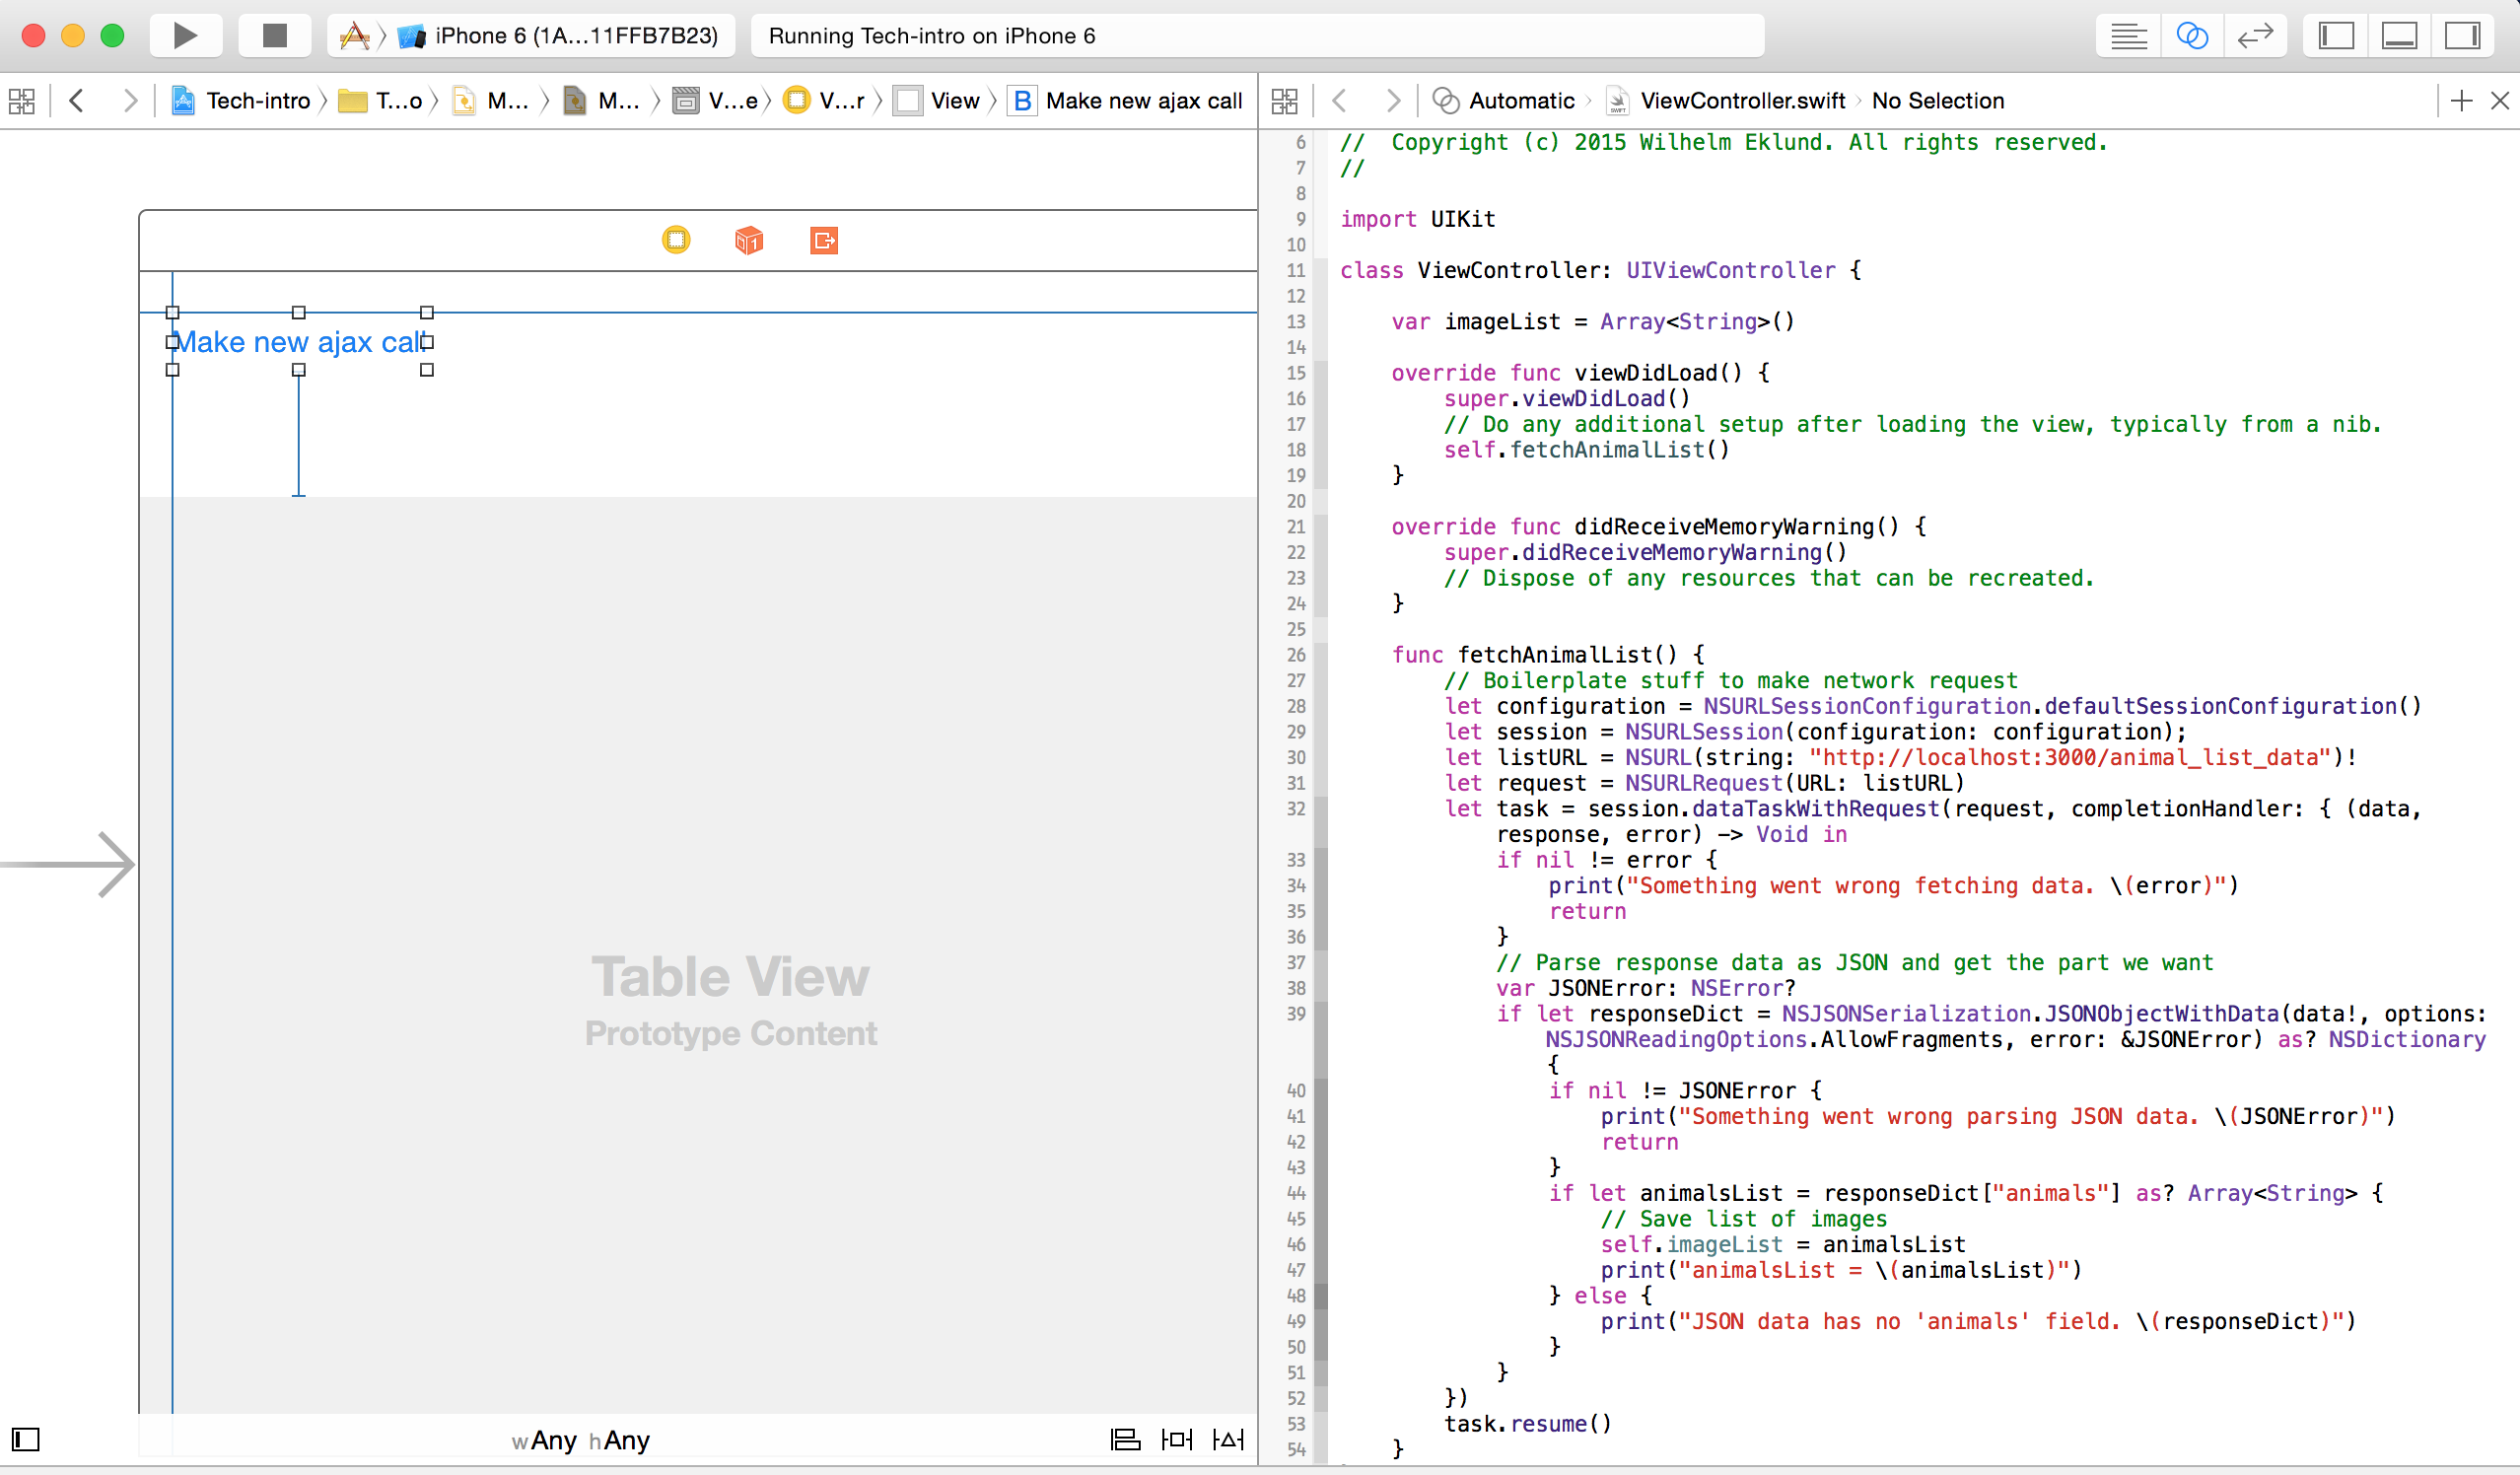 iPhone 6 (1A...11FFB7B23)
Running Tech-intro on iPhone 6
Tech-intro T...o M... M... V...e V...r View B Make new ajax call
Automatic ViewController.swift No Selection
Make new ajax call
Table View
Prototype Content
wAny hAny
6 //  Copyright (c) 2015 Wilhelm Eklund. All rights reserved.
7 //
8
9 import UIKit
10
11 class ViewController: UIViewController {
12
13     var imageList = Array<String>()
14
15     override func viewDidLoad() {
16         super.viewDidLoad()
17         // Do any additional setup after loading the view, typically from a nib.
18         self.fetchAnimalList()
19     }
20
21     override func didReceiveMemoryWarning() {
22         super.didReceiveMemoryWarning()
23         // Dispose of any resources that can be recreated.
24     }
25
26     func fetchAnimalList() {
27         // Boilerplate stuff to make network request
28         let configuration = NSURLSessionConfiguration.defaultSessionConfiguration()
29         let session = NSURLSession(configuration: configuration);
30         let listURL = NSURL(string: "http://localhost:3000/animal_list_data")!
31         let request = NSURLRequest(URL: listURL)
32         let task = session.dataTaskWithRequest(request, completionHandler: { (data,
response, error) -> Void in
33             if nil != error {
34                 print("Something went wrong fetching data. \(error)")
35                 return
36             }
37             // Parse response data as JSON and get the part we want
38             var JSONError: NSError?
39             if let responseDict = NSJSONSerialization.JSONObjectWithData(data!, options:
NSJSONReadingOptions.AllowFragments, error: &JSONError) as? NSDictionary
{
40                 if nil != JSONError {
41                     print("Something went wrong parsing JSON data. \(JSONError)")
42                     return
43                 }
44                 if let animalsList = responseDict["animals"] as? Array<String> {
45                     // Save list of images
46                     self.imageList = animalsList
47                     print("animalsList = \(animalsList)")
48                 } else {
49                     print("JSON data has no 'animals' field. \(responseDict)")
50                 }
51             }
52         })
53         task.resume()
54     }